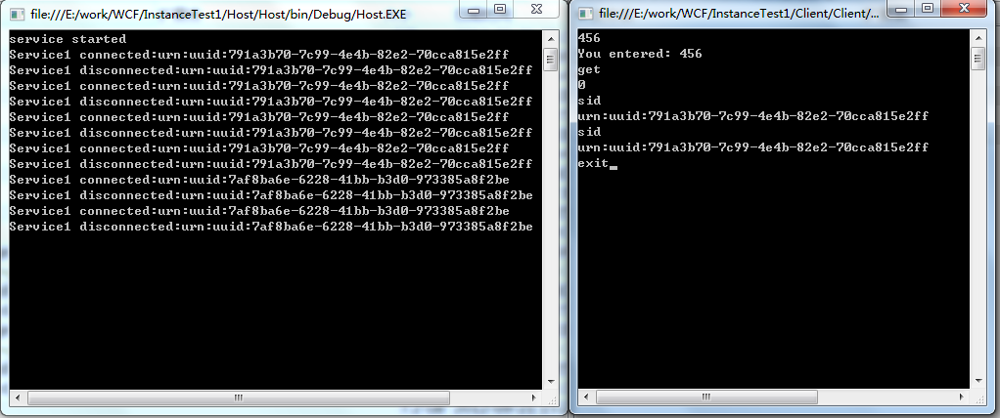 file:///E:/work/WCF/InstanceTest1/Host/Host/bin/Debug/Host.EXE
service started
Service1 connected:urn:uuid:791a3b70-7c99-4e4b-82e2-70cca815e2ff
Service1 disconnected:urn:uuid:791a3b70-7c99-4e4b-82e2-70cca815e2ff
Service1 connected:urn:uuid:791a3b70-7c99-4e4b-82e2-70cca815e2ff
Service1 disconnected:urn:uuid:791a3b70-7c99-4e4b-82e2-70cca815e2ff
Service1 connected:urn:uuid:791a3b70-7c99-4e4b-82e2-70cca815e2ff
Service1 disconnected:urn:uuid:791a3b70-7c99-4e4b-82e2-70cca815e2ff
Service1 connected:urn:uuid:791a3b70-7c99-4e4b-82e2-70cca815e2ff
Service1 disconnected:urn:uuid:791a3b70-7c99-4e4b-82e2-70cca815e2ff
Service1 connected:urn:uuid:7af8ba6e-6228-41bb-b3d0-973385a8f2be
Service1 disconnected:urn:uuid:7af8ba6e-6228-41bb-b3d0-973385a8f2be
Service1 connected:urn:uuid:7af8ba6e-6228-41bb-b3d0-973385a8f2be
Service1 disconnected:urn:uuid:7af8ba6e-6228-41bb-b3d0-973385a8f2be
file:///E:/work/WCF/InstanceTest1/Client/Client/...
456
You entered: 456
get
0
sid
urn:uuid:791a3b70-7c99-4e4b-82e2-70cca815e2ff
sid
urn:uuid:791a3b70-7c99-4e4b-82e2-70cca815e2ff
exit